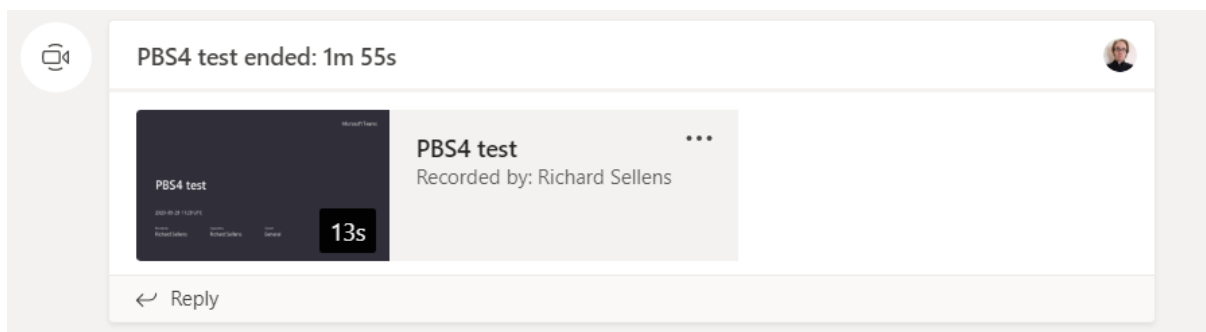 PBS4 test ended: 1m 55s
Microsoft Teams
PBS4 test
Richard Sellens Richard Sellens General
13s
PBS4 test
Recorded by: Richard Sellens
Reply